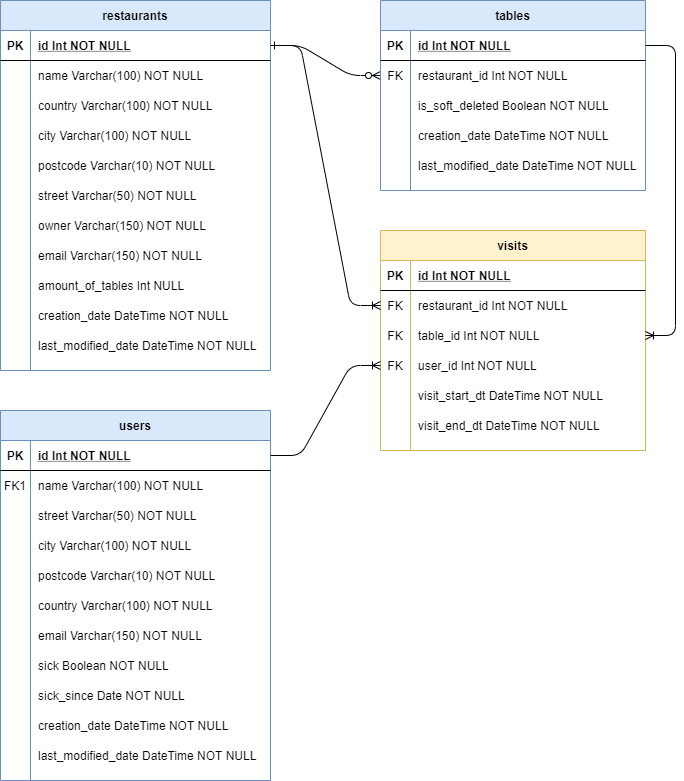 restaurants
PK id Int NOT NULL
name Varchar(100) NOT NULL
country Varchar(100) NOT NULL
city Varchar(100) NOT NULL
postcode Varchar(10) NOT NULL
street Varchar(50) NOT NULL
owner Varchar(150) NOT NULL
email Varchar(150) NOT NULL
amount_of_tables Int NULL
creation_date DateTime NOT NULL
last_modified_date DateTime NOT NULL
tables
PK id Int NOT NULL
FK restaurant_id Int NOT NULL
is_soft_deleted Boolean NOT NULL
creation_date DateTime NOT NULL
last_modified_date DateTime NOT NULL
visits
PK id Int NOT NULL
FK restaurant_id Int NOT NULL
FK table_id Int NOT NULL
FK user_id Int NOT NULL
visit_start_dt DateTime NOT NULL
visit_end_dt DateTime NOT NULL
users
PK id Int NOT NULL
FK1 name Varchar(100) NOT NULL
street Varchar(50) NOT NULL
city Varchar(100) NOT NULL
postcode Varchar(10) NOT NULL
country Varchar(100) NOT NULL
email Varchar(150) NOT NULL
sick Boolean NOT NULL
sick_since Date NOT NULL
creation_date DateTime NOT NULL
last_modified_date DateTime NOT NULL